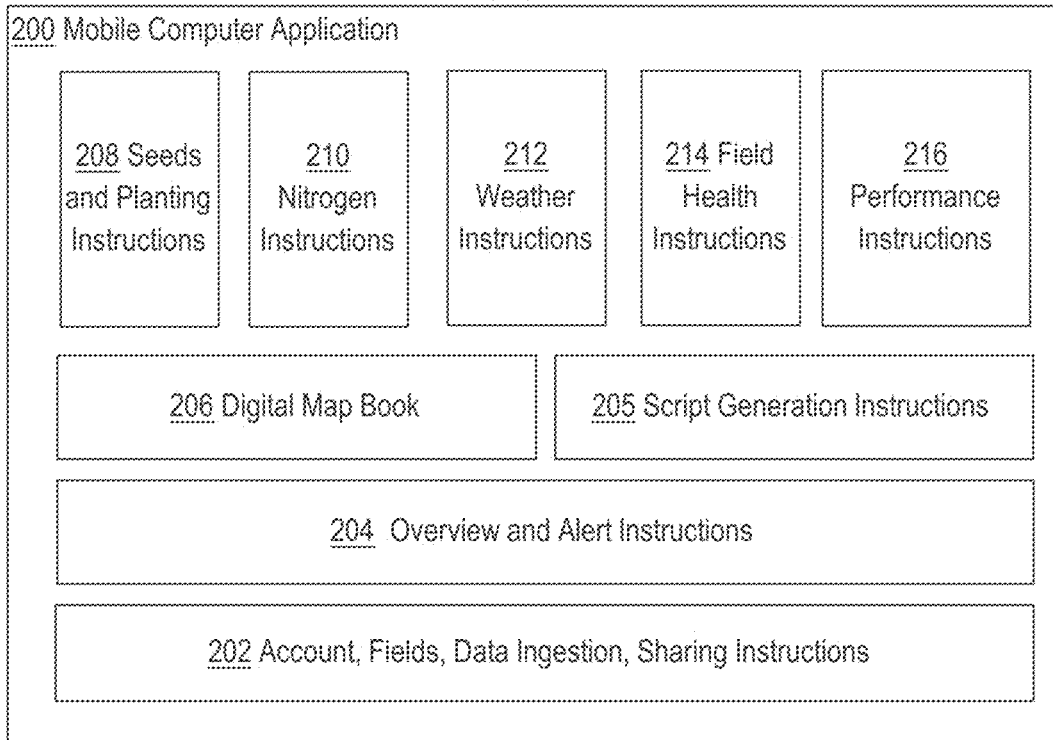 200 Mobile Computer Application
208 Seeds
and Planting
Instructions
210
Nitrogen
Instructions
212
Weather
Instructions
214 Field
Health
Instructions
216
Performance
Instructions
206 Digital Map Book
205 Script Generation Instructions
204 Overview and Alert Instructions
202 Account, Fields, Data Ingestion, Sharing Instructions